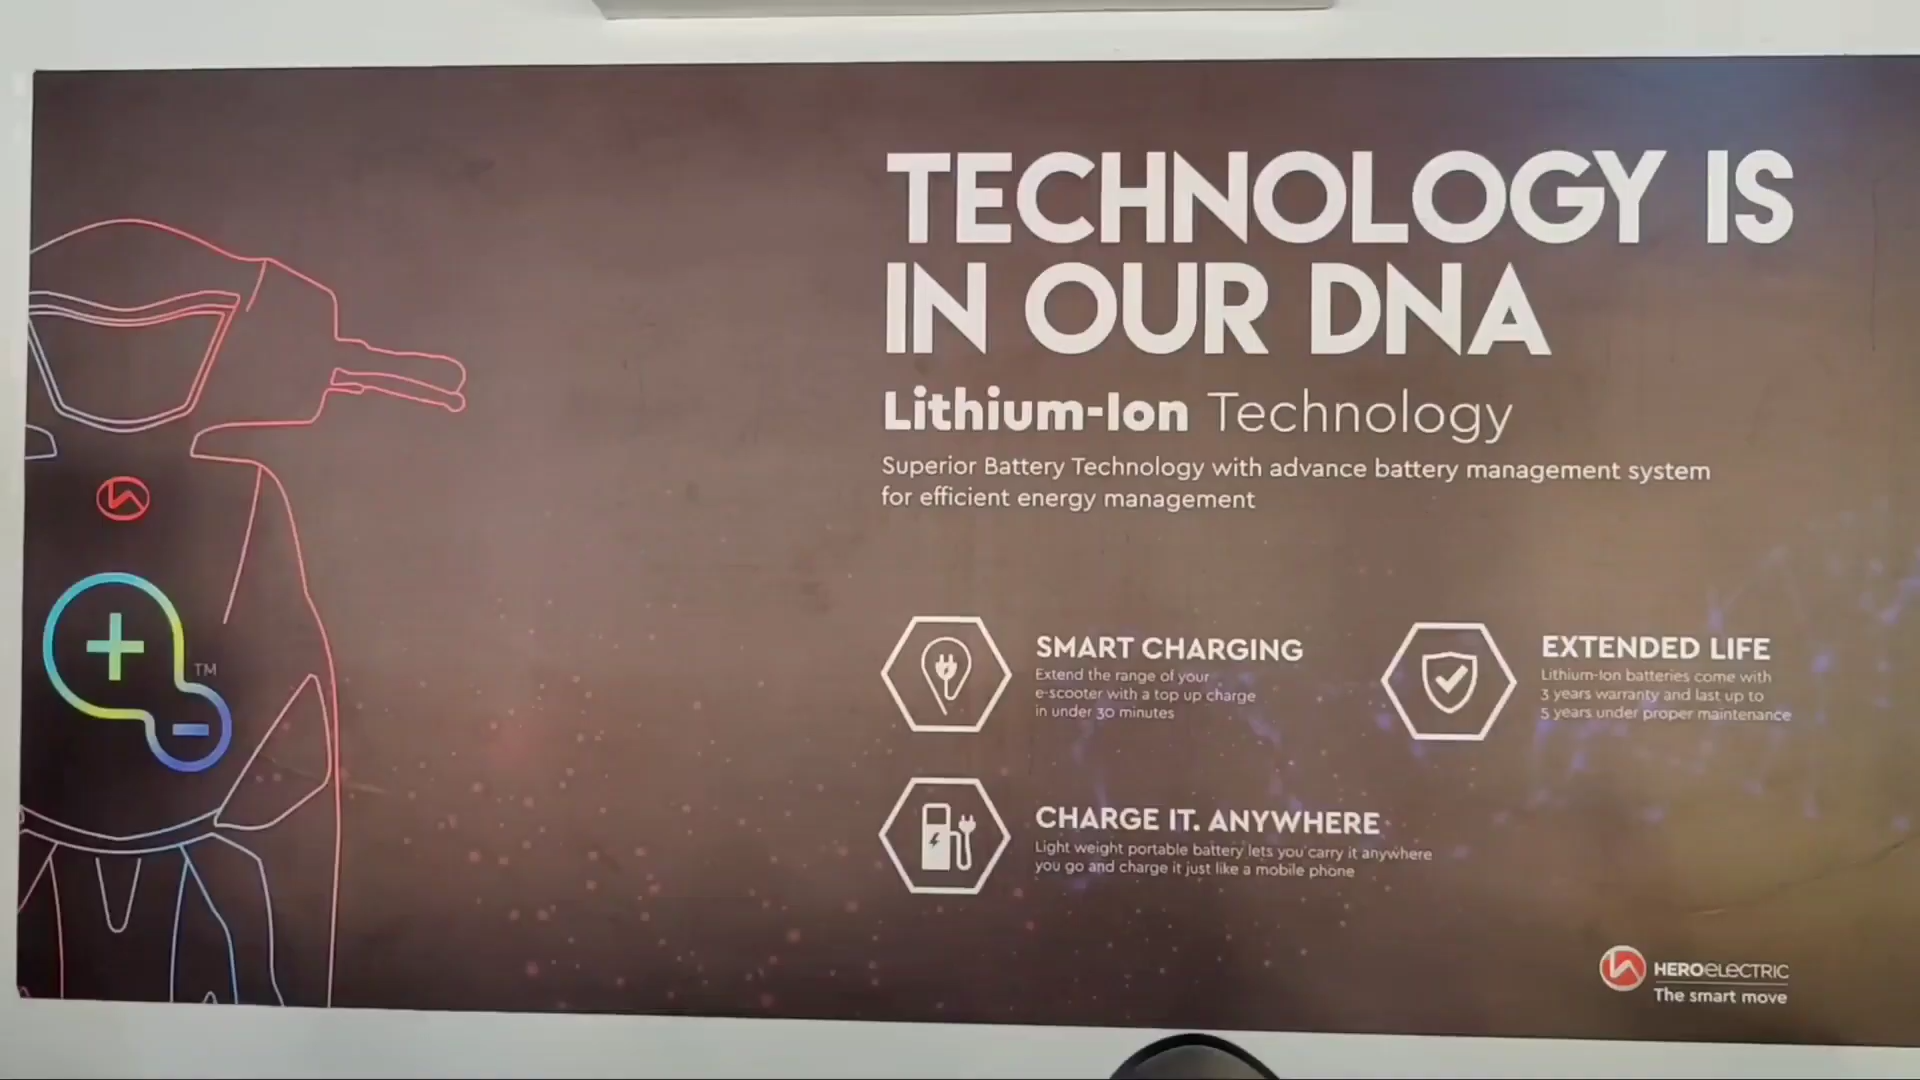 TECHNOLOGY IS
IN OUR DNA
Lithium-Ion Technology
Superior Battery Technology with advance battery management system
for efficient energy management
SMART CHARGING
Extend the range of your
e-scooter with a top up charge
in under 30 minutes
EXTENDED LIFE
Lithium-Ion batteries come with
3 years warranty and last up to
5 years under proper maintenance
CHARGE IT. ANYWHERE
Light weight portable battery lets you carry it anywhere
you go and charge it just like a mobile phone
TM
HEROELECTRIC
The smart move